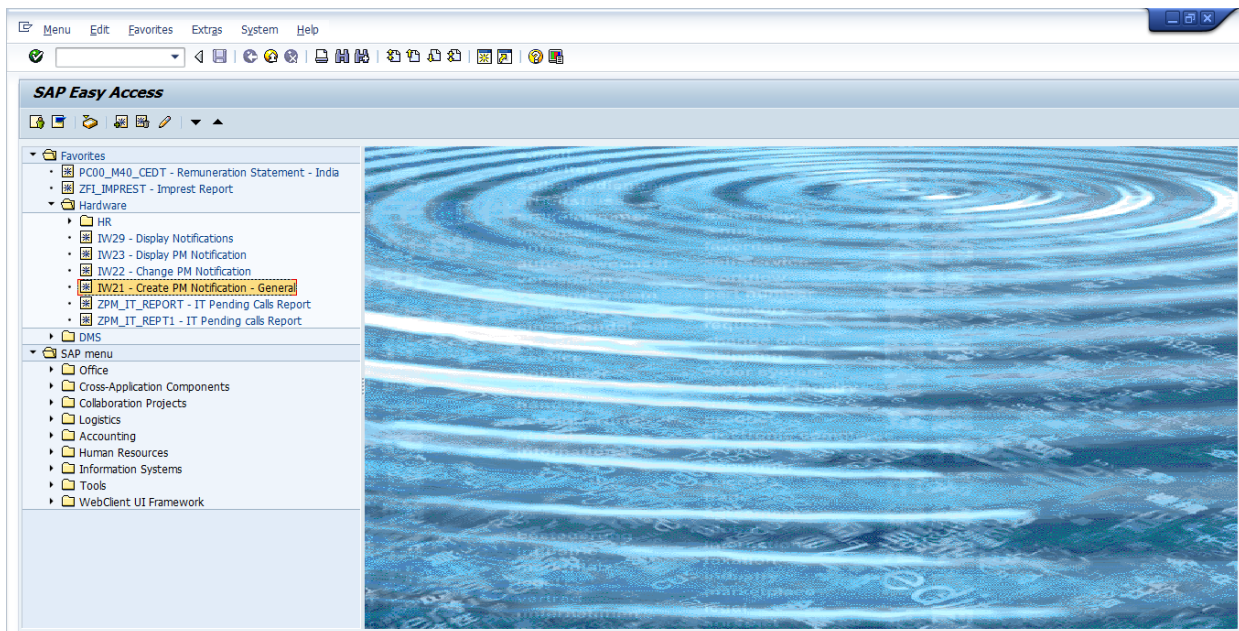 Menu Edit Favorites Extras System Help
SAP Easy Access
Favorites
PC00_M40_CEDT - Remuneration Statement - India
ZFI_IMPREST - Imprest Report
Hardware
HR
IW29 - Display Notifications
IW23 - Display PM Notification
IW22 - Change PM Notification
IW21 - Create PM Notification - General
ZPM_IT_REPORT - IT Pending Calls Report
ZPM_IT_REPT1 - IT Pending calls Report
DMS
SAP menu
Office
Cross-Application Components
Collaboration Projects
Logistics
Accounting
Human Resources
Information Systems
Tools
WebClient UI Framework